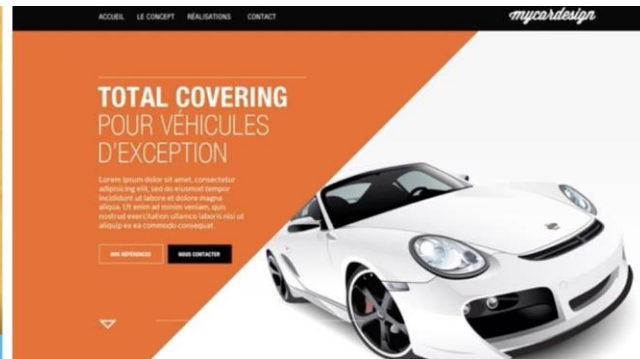 ACCUEIL LE CONCEPT RÉALISATIONS CONTACT
mycardesign
TOTAL COVERING
POUR VÉHICULES
D'EXCEPTION
Lorem ipsum dolor sit amet, consectetur
adipisicing elit, sed do eiusmod tempor
incididunt ut labore et dolore magna
aliqua. Ut enim ad minim veniam, quis
nostrud exercitation ullamco laboris nisi ut
aliquip ex ea commodo consequat.
NOS RÉFÉRENCES NOUS CONTACTER